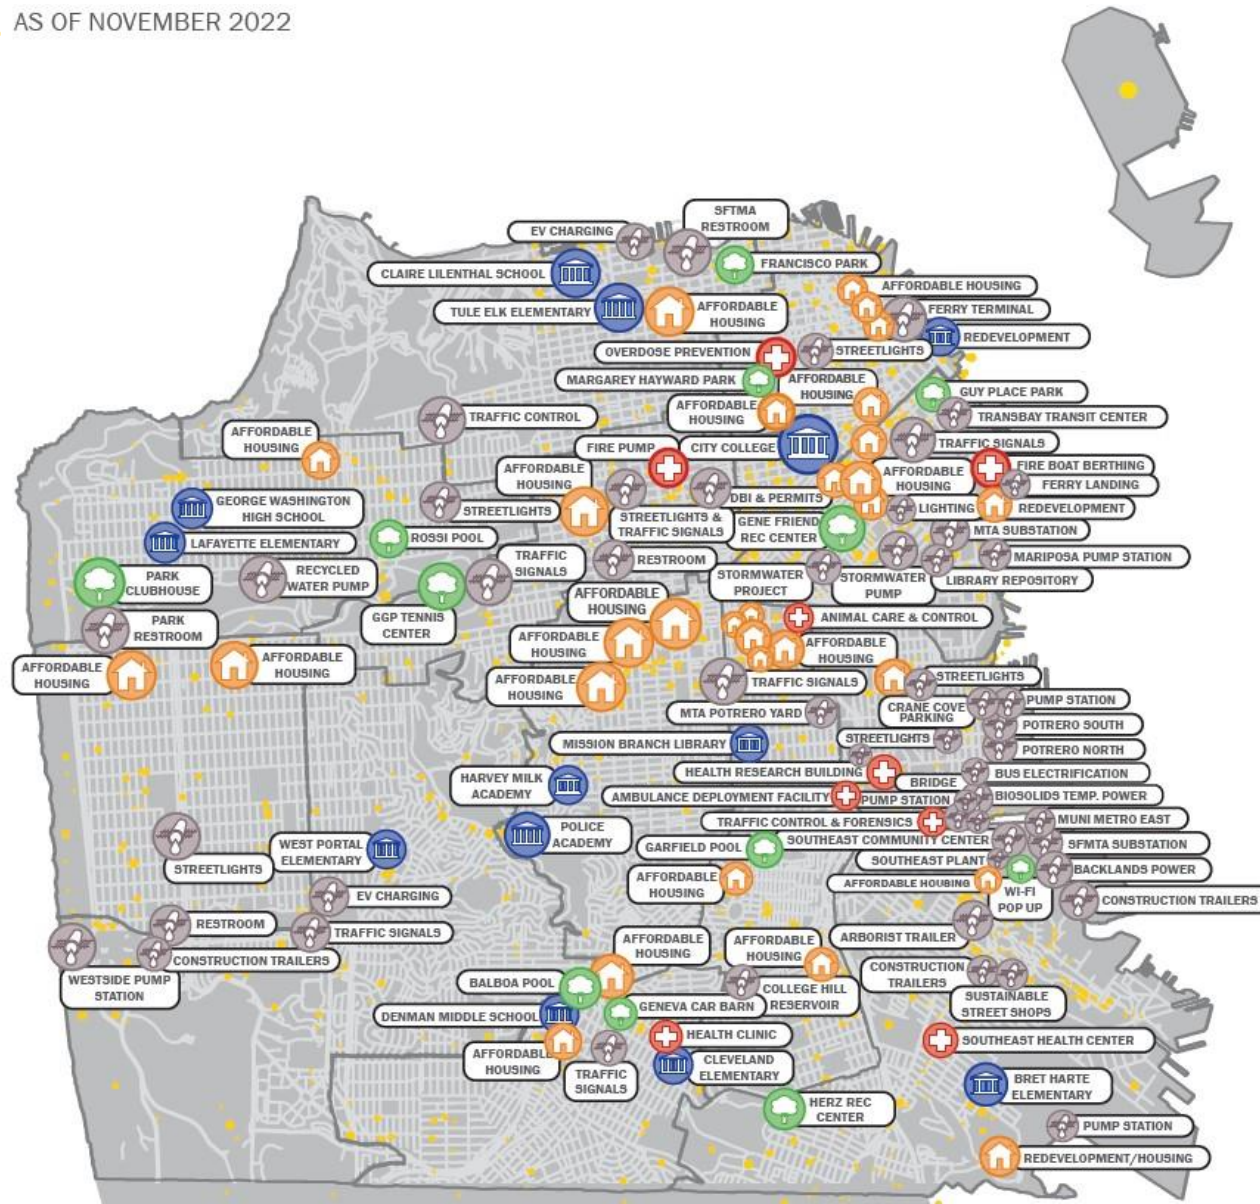 AS OF NOVEMBER 2022
SFTMA
RESTROOM
EV CHARGING
FRANCISCO PARK
CLAIRE LILENTHAL SCHOOL
AFFORDABLE HOUSING
TULE ELK ELEMENTARY
AFFORDABLE
HOUSING
FERRY TERMINAL
REDEVELOPMENT
OVERDOSE PREVENTION
STREETLIGHTS
MARGAREY HAYWARD PARK
AFFORDABLE
HOUSING
GUY PLACE PARK
AFFORDABLE
HOUSING
TRANSBAY TRANSIT CENTER
TRAFFIC CONTROL
AFFORDABLE
HOUSING
FIRE PUMP
CITY COLLEGE
TRAFFIC SIGNALS
AFFORDABLE
HOUSING
AFFORDABLE
HOUSING
FIRE BOAT BERTHING
FERRY LANDING
GEORGE WASHINGTON
HIGH SCHOOL
STREETLIGHTS
DBI & PERMITS
LIGHTING
REDEVELOPMENT
STREETLIGHTS &
TRAFFIC SIGNALS
GENE FRIEND
REC CENTER
MTA SUBSTATION
LAFAYETTE ELEMENTARY
ROSSI POOL
TRAFFIC
SIGNALS
RESTROOM
MARIPOSA PUMP STATION
PARK
CLUBHOUSE
RECYCLED
WATER PUMP
STORMWATER
PROJECT
STORMWATER
PUMP
LIBRARY REPOSITORY
AFFORDABLE
HOUSING
GGP TENNIS
CENTER
PARK
RESTROOM
ANIMAL CARE & CONTROL
AFFORDABLE
HOUSING
AFFORDABLE
HOUSING
AFFORDABLE
HOUSING
AFFORDABLE
HOUSING
AFFORDABLE
HOUSING
TRAFFIC SIGNALS
STREETLIGHTS
MTA POTRERO YARD
CRANE COVE
PARKING
PUMP STATION
POTRERO SOUTH
MISSION BRANCH LIBRARY
STREETLIGHTS
POTRERO NORTH
HARVEY MILK
ACADEMY
HEALTH RESEARCH BUILDING
BRIDGE
BUS ELECTRIFICATION
AMBULANCE DEPLOYMENT FACILITY
PUMP STATION
BIOSOLIDS TEMP. POWER
TRAFFIC CONTROL & FORENSICS
MUNI METRO EAST
POLICE
ACADEMY
SOUTHEAST COMMUNITY CENTER
SFMTA SUBSTATION
WEST PORTAL
ELEMENTARY
GARFIELD POOL
SOUTHEAST PLANT
BACKLANDS POWER
STREETLIGHTS
AFFORDABLE
HOUSING
AFFORDABLE HOUSING
WI-FI
POP UP
CONSTRUCTION TRAILERS
EV CHARGING
RESTROOM
TRAFFIC SIGNALS
ARBORIST TRAILER
CONSTRUCTION TRAILERS
AFFORDABLE
HOUSING
AFFORDABLE
HOUSING
WESTSIDE PUMP
STATION
BALBOA POOL
COLLEGE HILL
RESERVOIR
CONSTRUCTION
TRAILERS
GENEVA CAR BARN
SUSTAINABLE
STREET SHOPS
DENMAN MIDDLE SCHOOL
HEALTH CLINIC
SOUTHEAST HEALTH CENTER
AFFORDABLE
HOUSING
TRAFFIC
SIGNALS
CLEVELAND
ELEMENTARY
BRET HARTE
ELEMENTARY
HERZ REC
CENTER
PUMP STATION
REDEVELOPMENT/HOUSING